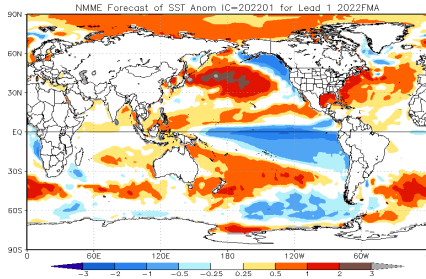 NMME Forecast of SST Anom IC=202201 for Lead 1 2022FMA
90N
60N
30N
EQ
30S
60S
90S
0 60E 120E 180 120W 60W
-3 -2 -1 -0.5 -0.25 0.25 0.5 1 2 3